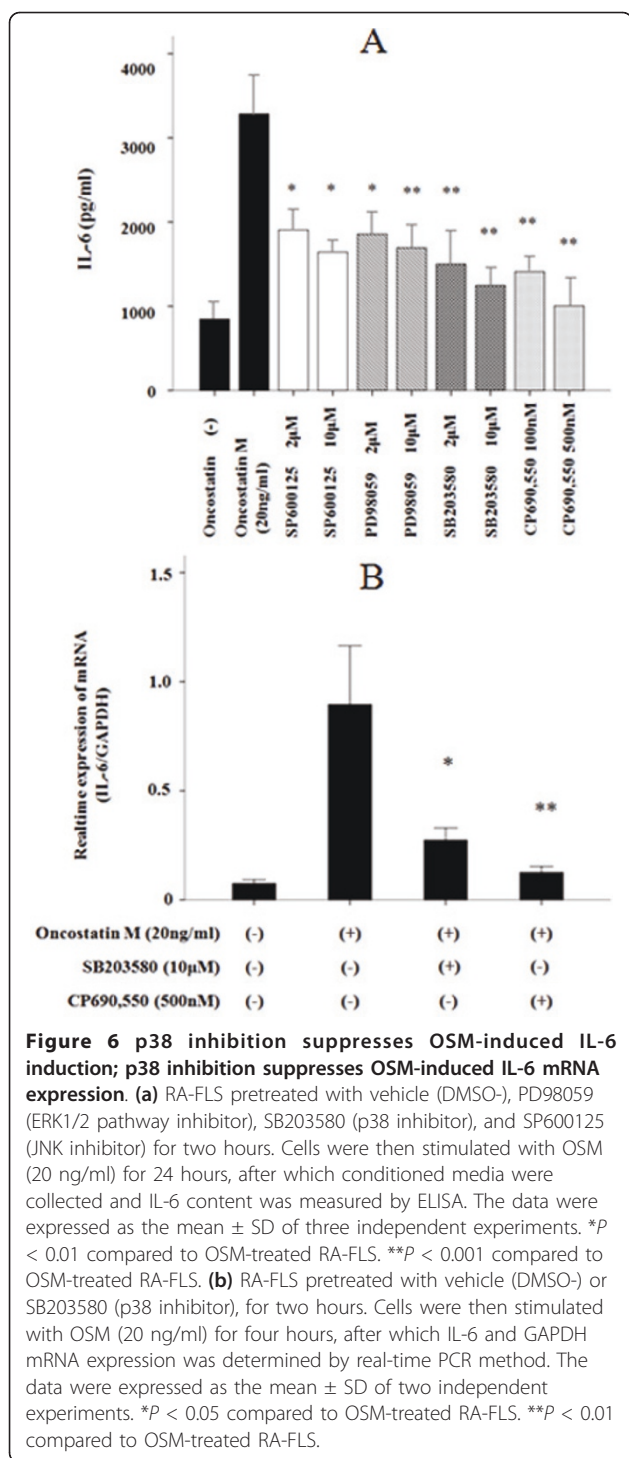 A
4000
3000
2000
1000
0
IL-6 (pg/ml)
* * * ** ** ** ** **
Oncostatin (-)
Oncostatin M (20ng/ml)
SP600125 2μM
SP600125 10μM
PD98059 2μM
PD98059 10μM
SB203580 2μM
SB203580 10μM
CP690,550 100nM
CP690,550 500nM
B
1.5
1.0
0.5
0
Realtime expression of mRNA
(IL-6/GAPDH)
* **
Oncostatin M (20ng/ml) (-) (+) (+) (+)
SB203580 (10μM) (-) (-) (+) (-)
CP690,550 (500nM) (-) (-) (-) (+)
Figure 6 p38 inhibition suppresses OSM-induced IL-6
induction; p38 inhibition suppresses OSM-induced IL-6 mRNA
expression. (a) RA-FLS pretreated with vehicle (DMSO-), PD98059
(ERK1/2 pathway inhibitor), SB203580 (p38 inhibitor), and SP600125
(JNK inhibitor) for two hours. Cells were then stimulated with OSM
(20 ng/ml) for 24 hours, after which conditioned media were
collected and IL-6 content was measured by ELISA. The data were
expressed as the mean ± SD of three independent experiments. *P
< 0.01 compared to OSM-treated RA-FLS. **P < 0.001 compared to
OSM-treated RA-FLS. (b) RA-FLS pretreated with vehicle (DMSO-) or
SB203580 (p38 inhibitor), for two hours. Cells were then stimulated
with OSM (20 ng/ml) for four hours, after which IL-6 and GAPDH
mRNA expression was determined by real-time PCR method. The
data were expressed as the mean ± SD of two independent
experiments. *P < 0.05 compared to OSM-treated RA-FLS. **P < 0.01
compared to OSM-treated RA-FLS.